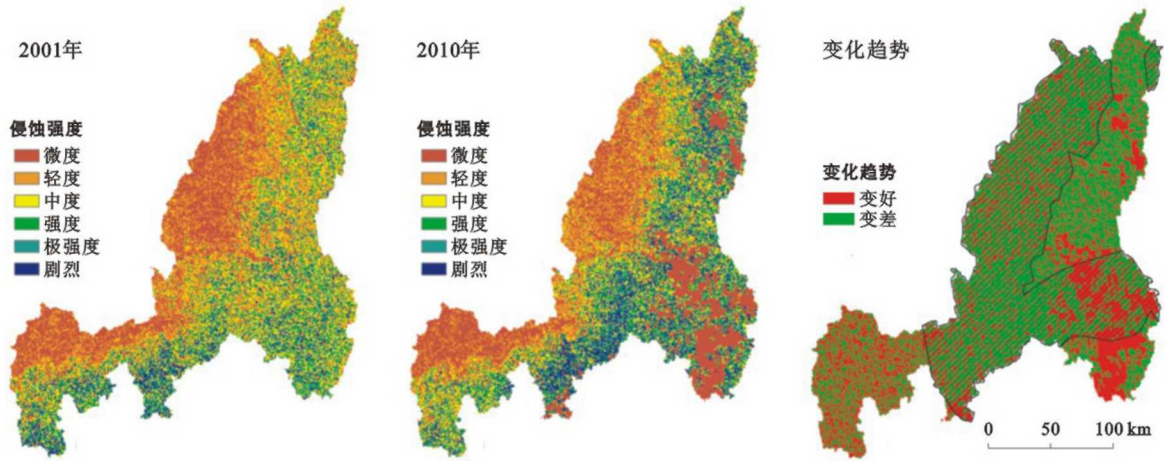 2001年
侵蚀强度
微度
轻度
中度
强度
极强度
剧烈
2010年
侵蚀强度
微度
轻度
中度
强度
极强度
剧烈
变化趋势
变化趋势
变好
变差
0 50 100 km